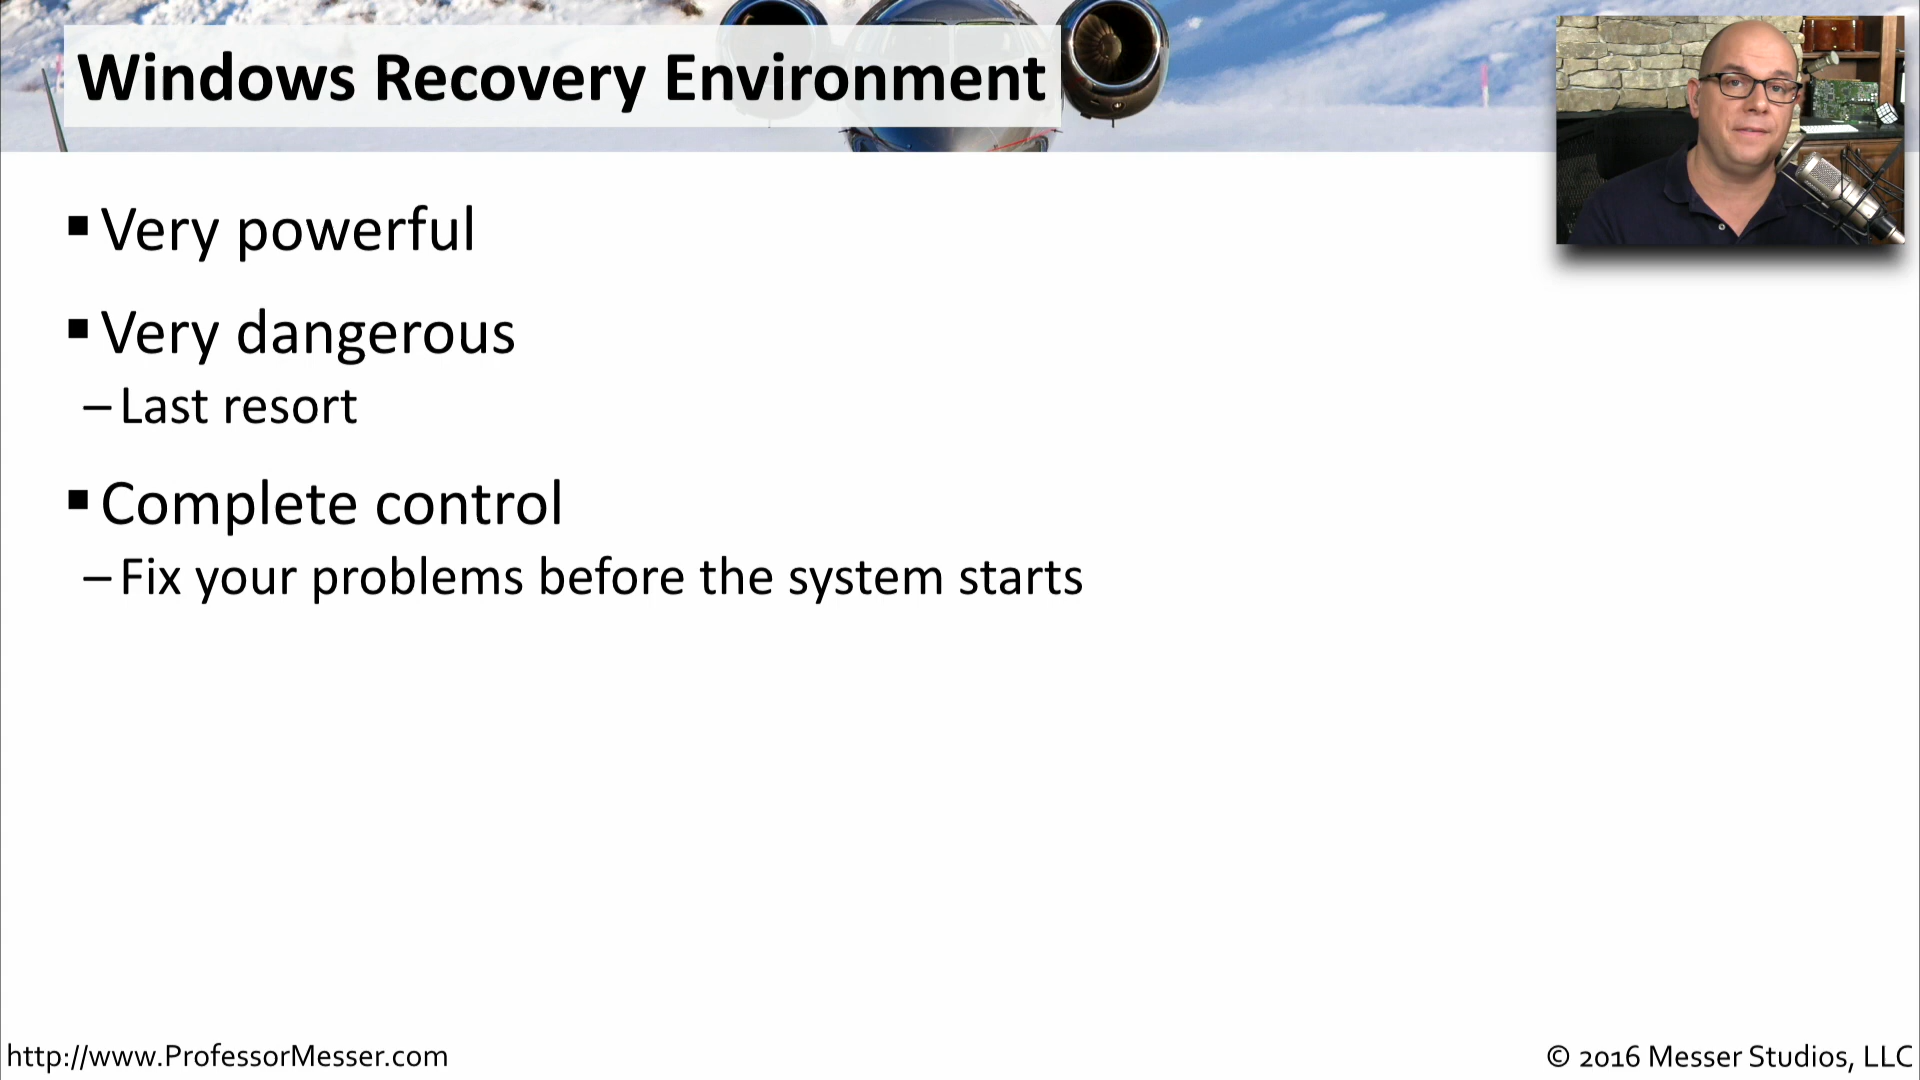 Windows Recovery Environment
▪ Very powerful
▪ Very dangerous
– Last resort
▪ Complete control
– Fix your problems before the system starts
http://www.ProfessorMesser.com
© 2016 Messer Studios, LLC